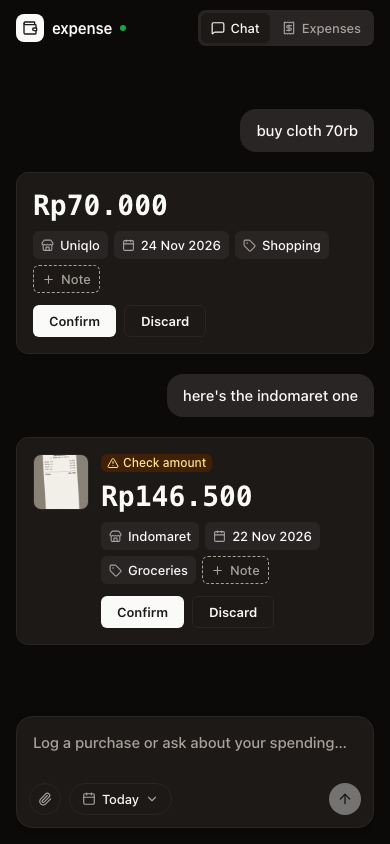 expense
Chat
Expenses
buy cloth 70rb
Rp70.000
Uniqlo
24 Nov 2026
Shopping
+ Note
Confirm
Discard
here's the indomaret one
Check amount
Rp146.500
Indomaret
22 Nov 2026
Groceries
+ Note
Confirm
Discard
Log a purchase or ask about your spending...
Today